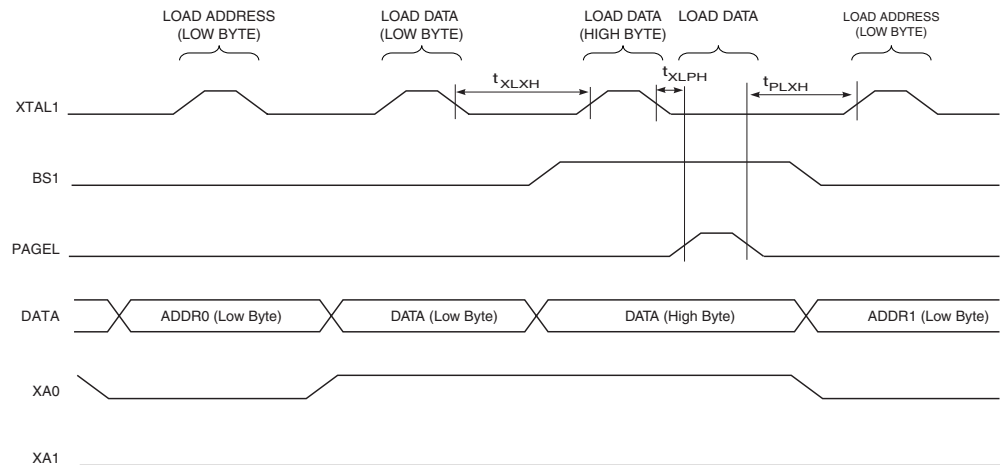 LOAD ADDRESS
(LOW BYTE)
LOAD DATA
(LOW BYTE)
LOAD DATA
(HIGH BYTE)
LOAD DATA
LOAD ADDRESS
(LOW BYTE)
tXLXH
tXLPH
tPLXH
XTAL1
BS1
PAGEL
DATA
ADDR0 (Low Byte)
DATA (Low Byte)
DATA (High Byte)
ADDR1 (Low Byte)
XA0
XA1